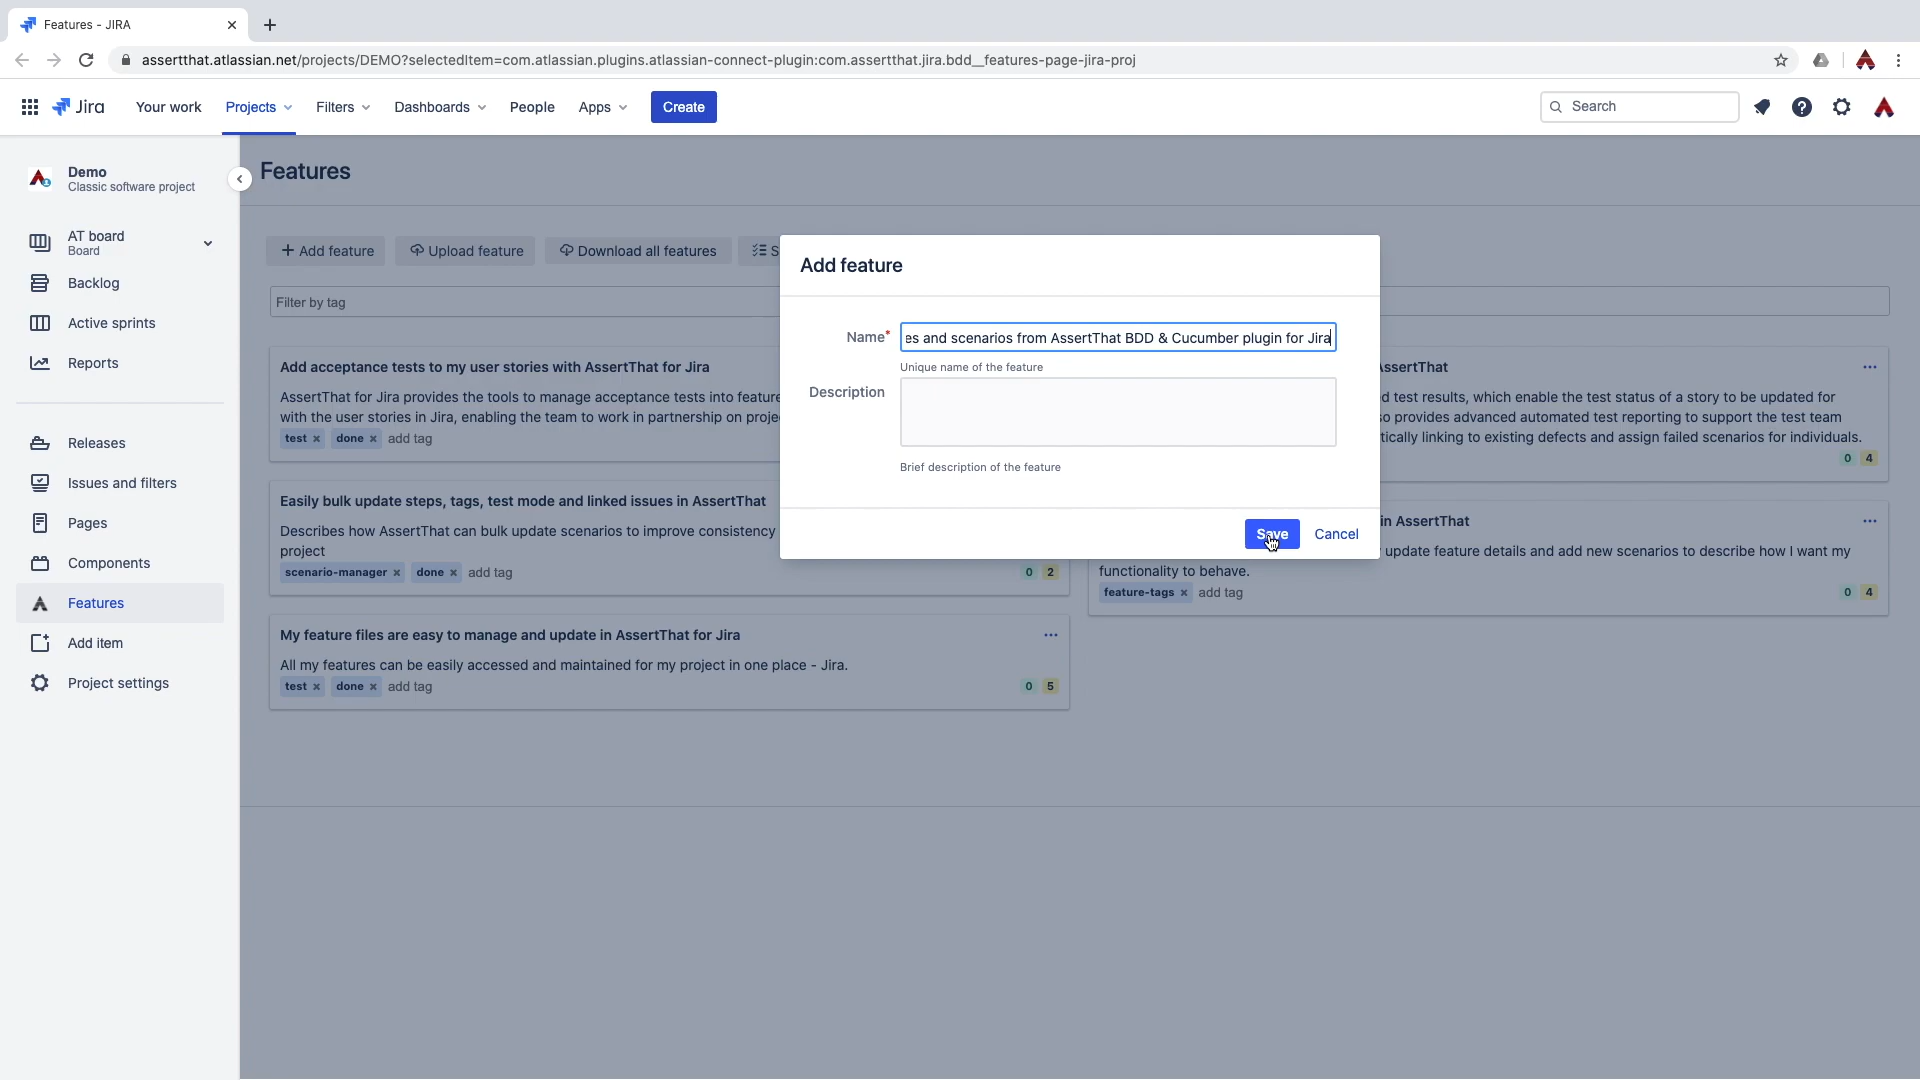 Features - JIRA
assertthat.atlassian.net/projects/DEMO?selectedItem=com.atlassian.plugins.atlassian-connect-plugin:com.assertthat.jira.bdd__features-page-jira-proj
Jira Your work Projects Filters Dashboards People Apps Create Search
Demo
Classic software project
AT board
Board
Backlog
Active sprints
Reports
Releases
Issues and filters
Pages
Components
Features
Add item
Project settings
Features
+ Add feature Upload feature Download all features S
Filter by tag
Add acceptance tests to my user stories with AssertThat for Jira
AssertThat for Jira provides the tools to manage acceptance tests into feature
with the user stories in Jira, enabling the team to work in partnership on proje
test × done × add tag
Easily bulk update steps, tags, test mode and linked issues in AssertThat
Describes how AssertThat can bulk update scenarios to improve consistency
project
scenario-manager × done × add tag 0 2
My feature files are easy to manage and update in AssertThat for Jira
All my features can be easily accessed and maintained for my project in one place - Jira.
test × done × add tag 0 5
Add feature
Name* es and scenarios from AssertThat BDD & Cucumber plugin for Jira
Unique name of the feature
Description
Brief description of the feature
Save Cancel
AssertThat
d test results, which enable the test status of a story to be updated for
so provides advanced automated test reporting to support the test team
tically linking to existing defects and assign failed scenarios for individuals.
0 4
in AssertThat
update feature details and add new scenarios to describe how I want my
functionality to behave.
feature-tags × add tag 0 4